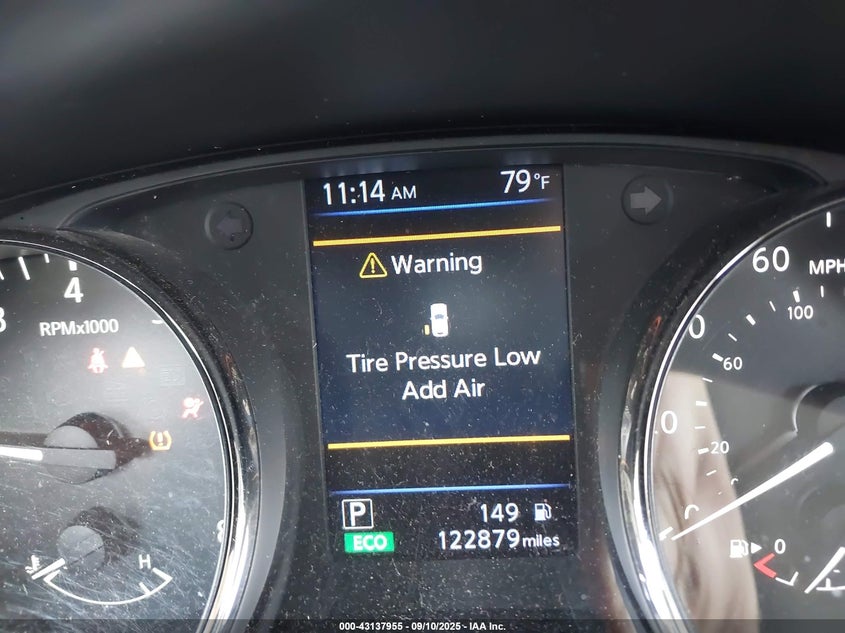 11:14 AM 79°F
Warning
Tire Pressure Low
Add Air
P 149
ECO 122879 miles
4
RPMx1000
8
H
60 MPH
100
60
20
0
000-43137955 - 09/10/2025 - IAA Inc.